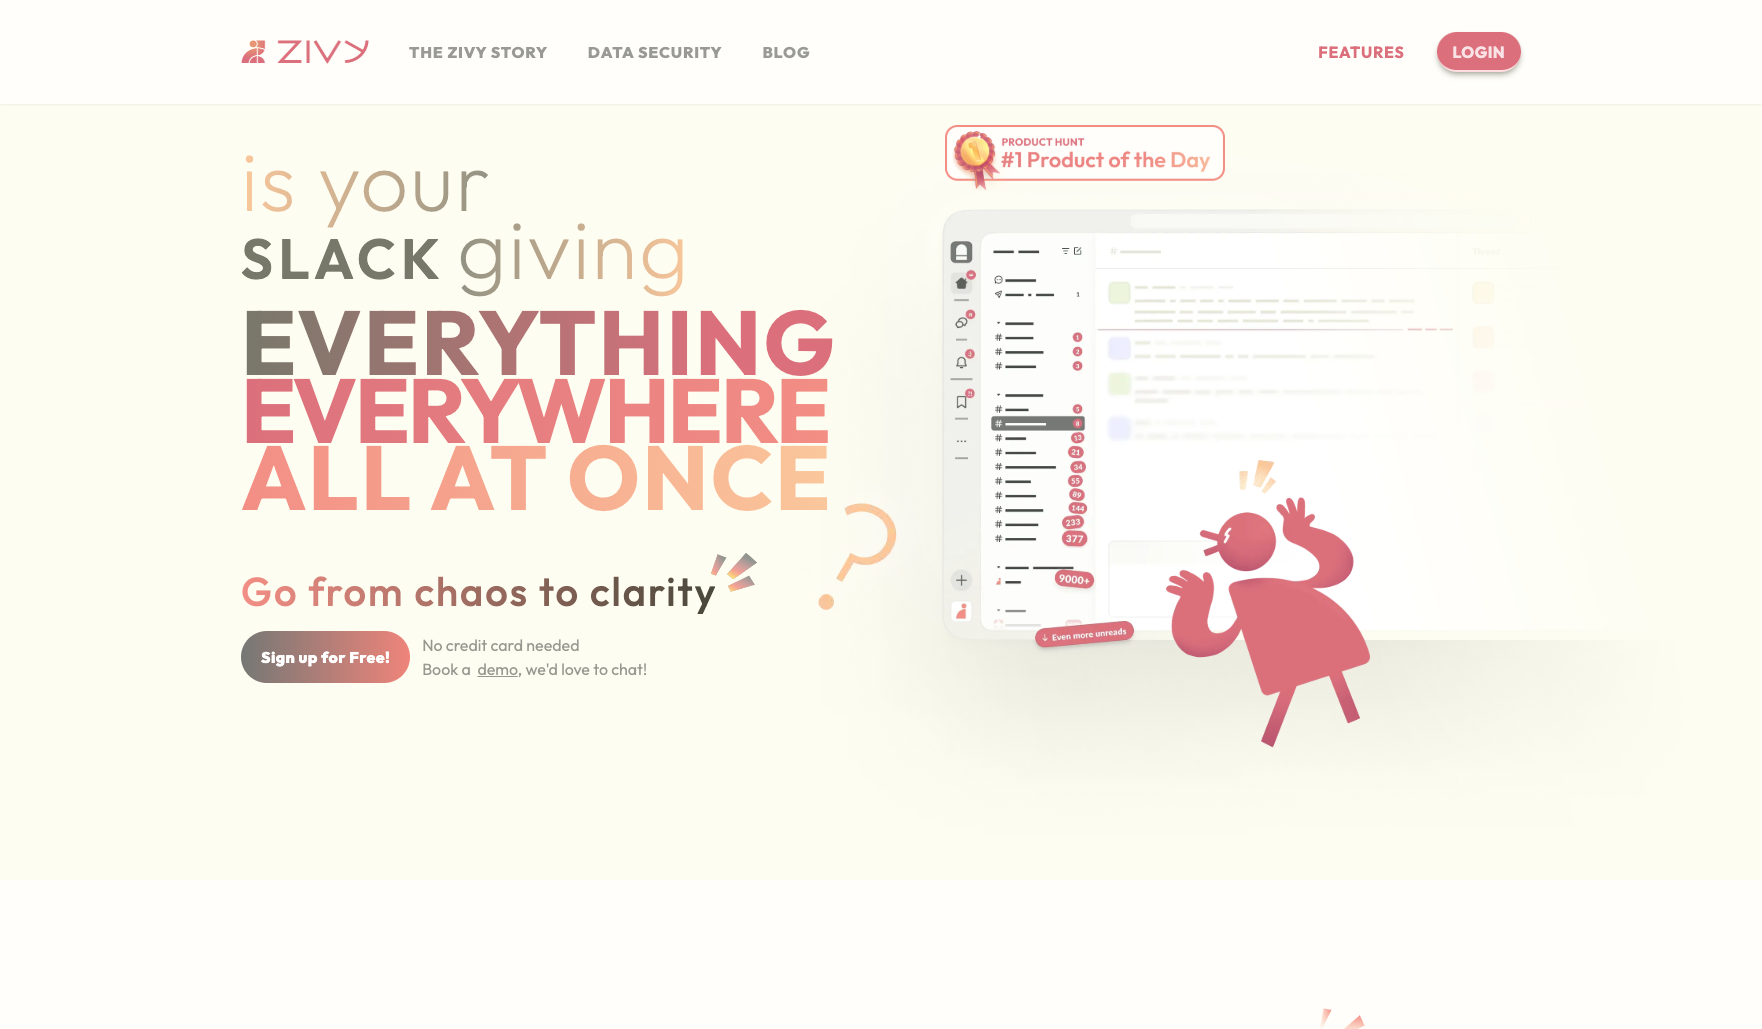 ZIVY
THE ZIVY STORY
DATA SECURITY
BLOG
FEATURES
LOGIN
PRODUCT HUNT
#1 Product of the Day
is your
SLACK giving
EVERYTHING
EVERYWHERE
ALL AT ONCE
?
Go from chaos to clarity
Sign up for Free!
No credit card needed
Book a demo, we'd love to chat!
#
Thread
1
# 1
# 2
# 3
# 5
# 8
# 13
# 21
# 34
# 55
# 89
# 144
# 233
# 377
9000+
↓ Even more unreads